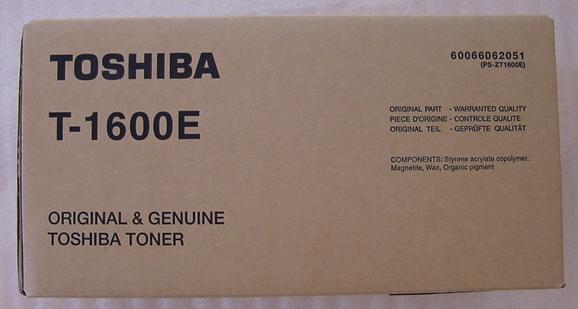 TOSHIBA
60066062051
(PS-ZT1600E)
T-1600E
ORIGINAL PART - WARRANTED QUALITY
PIECE D'ORIGINE - CONTROLE QUALITE
ORIGINAL TEIL - GEPRÜFTE QUALITÄT
COMPONENTS: Styrene acrylate copolymer,
Magnetite, Wax, Organic pigment
ORIGINAL & GENUINE
TOSHIBA TONER